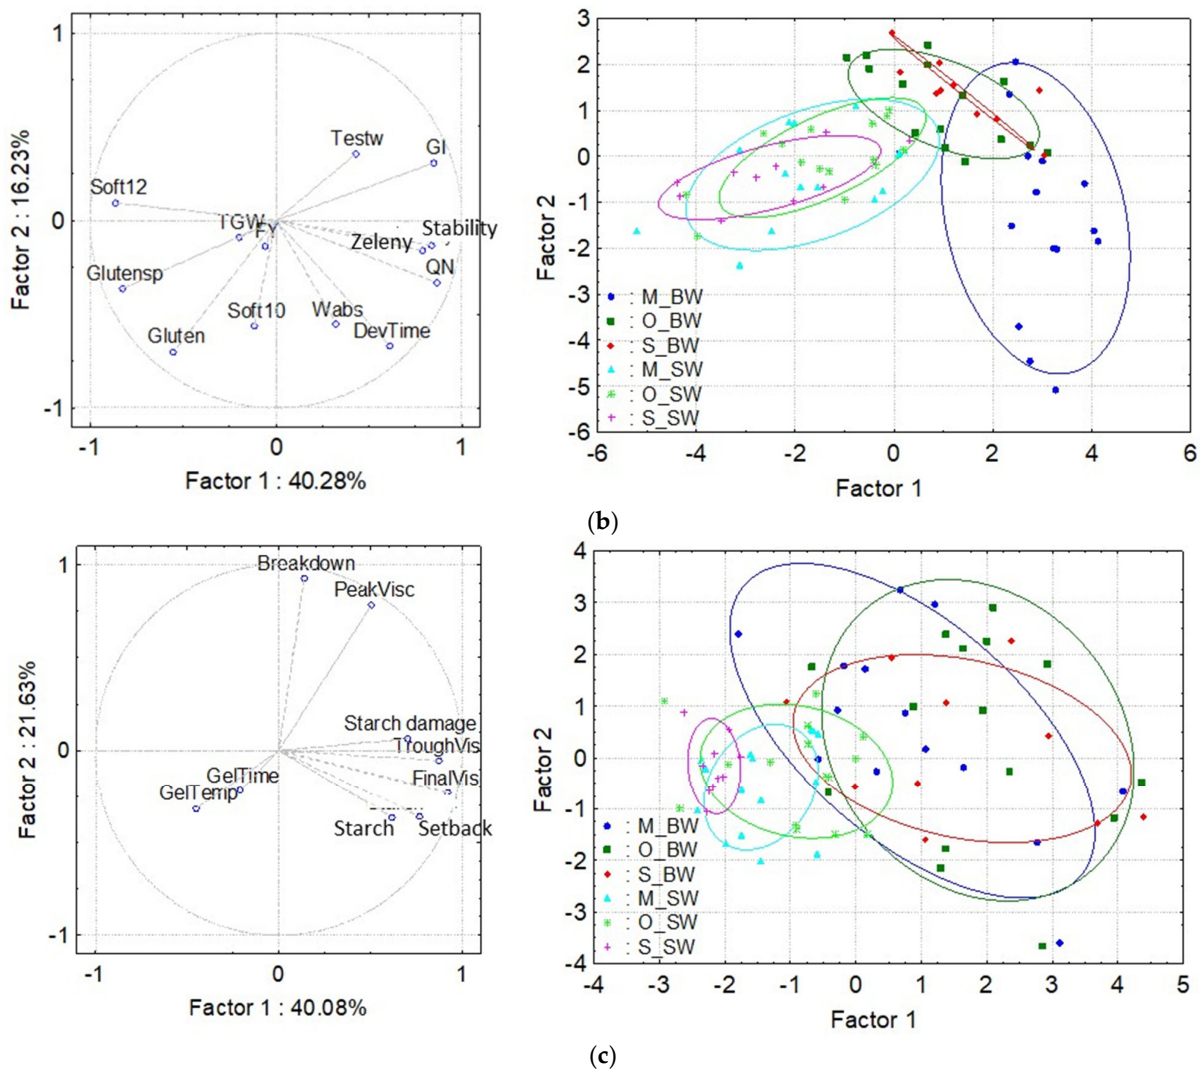 1
0
-1
-1
0
1
Factor 2 : 16.23%
Factor 1 : 40.28%
Testw
GI
Soft12
TGW
FY
Stability
Zeleny
QN
Glutensp
Soft10
Wabs
Gluten
DevTime
3
2
1
0
-1
-2
-3
-4
-5
-6
-6
-4
-2
0
2
4
6
Factor 2
Factor 1
: M_BW
: O_BW
: S_BW
: M_SW
: O_SW
: S_SW
(b)
1
0
-1
-1
0
1
Factor 2 : 21.63%
Factor 1 : 40.08%
Breakdown
PeakVisc
Starch damage
TroughVis
GelTime
FinalVis
GelTemp
Starch
Setback
4
3
2
1
0
-1
-2
-3
-4
-4
-3
-2
-1
0
1
2
3
4
5
Factor 2
Factor 1
: M_BW
: O_BW
: S_BW
: M_SW
: O_SW
: S_SW
(c)